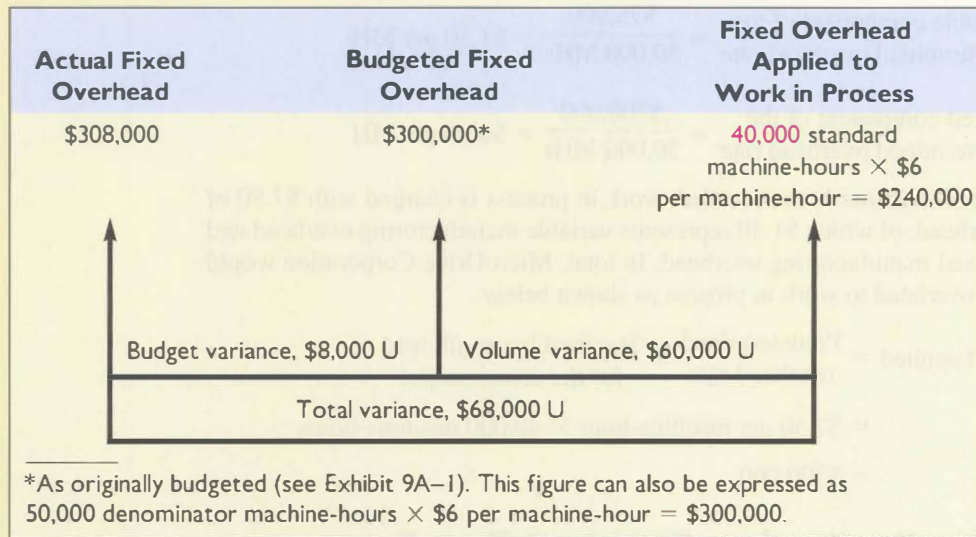 Actual Fixed
Overhead
Budgeted Fixed
Overhead
Fixed Overhead
Applied to
Work in Process
$308,000
$300,000*
40,000 standard
machine-hours × $6
per machine-hour = $240,000
Budget variance, $8,000 U
Volume variance, $60,000 U
Total variance, $68,000 U
*As originally budgeted (see Exhibit 9A–1). This figure can also be expressed as
50,000 denominator machine-hours × $6 per machine-hour = $300,000.